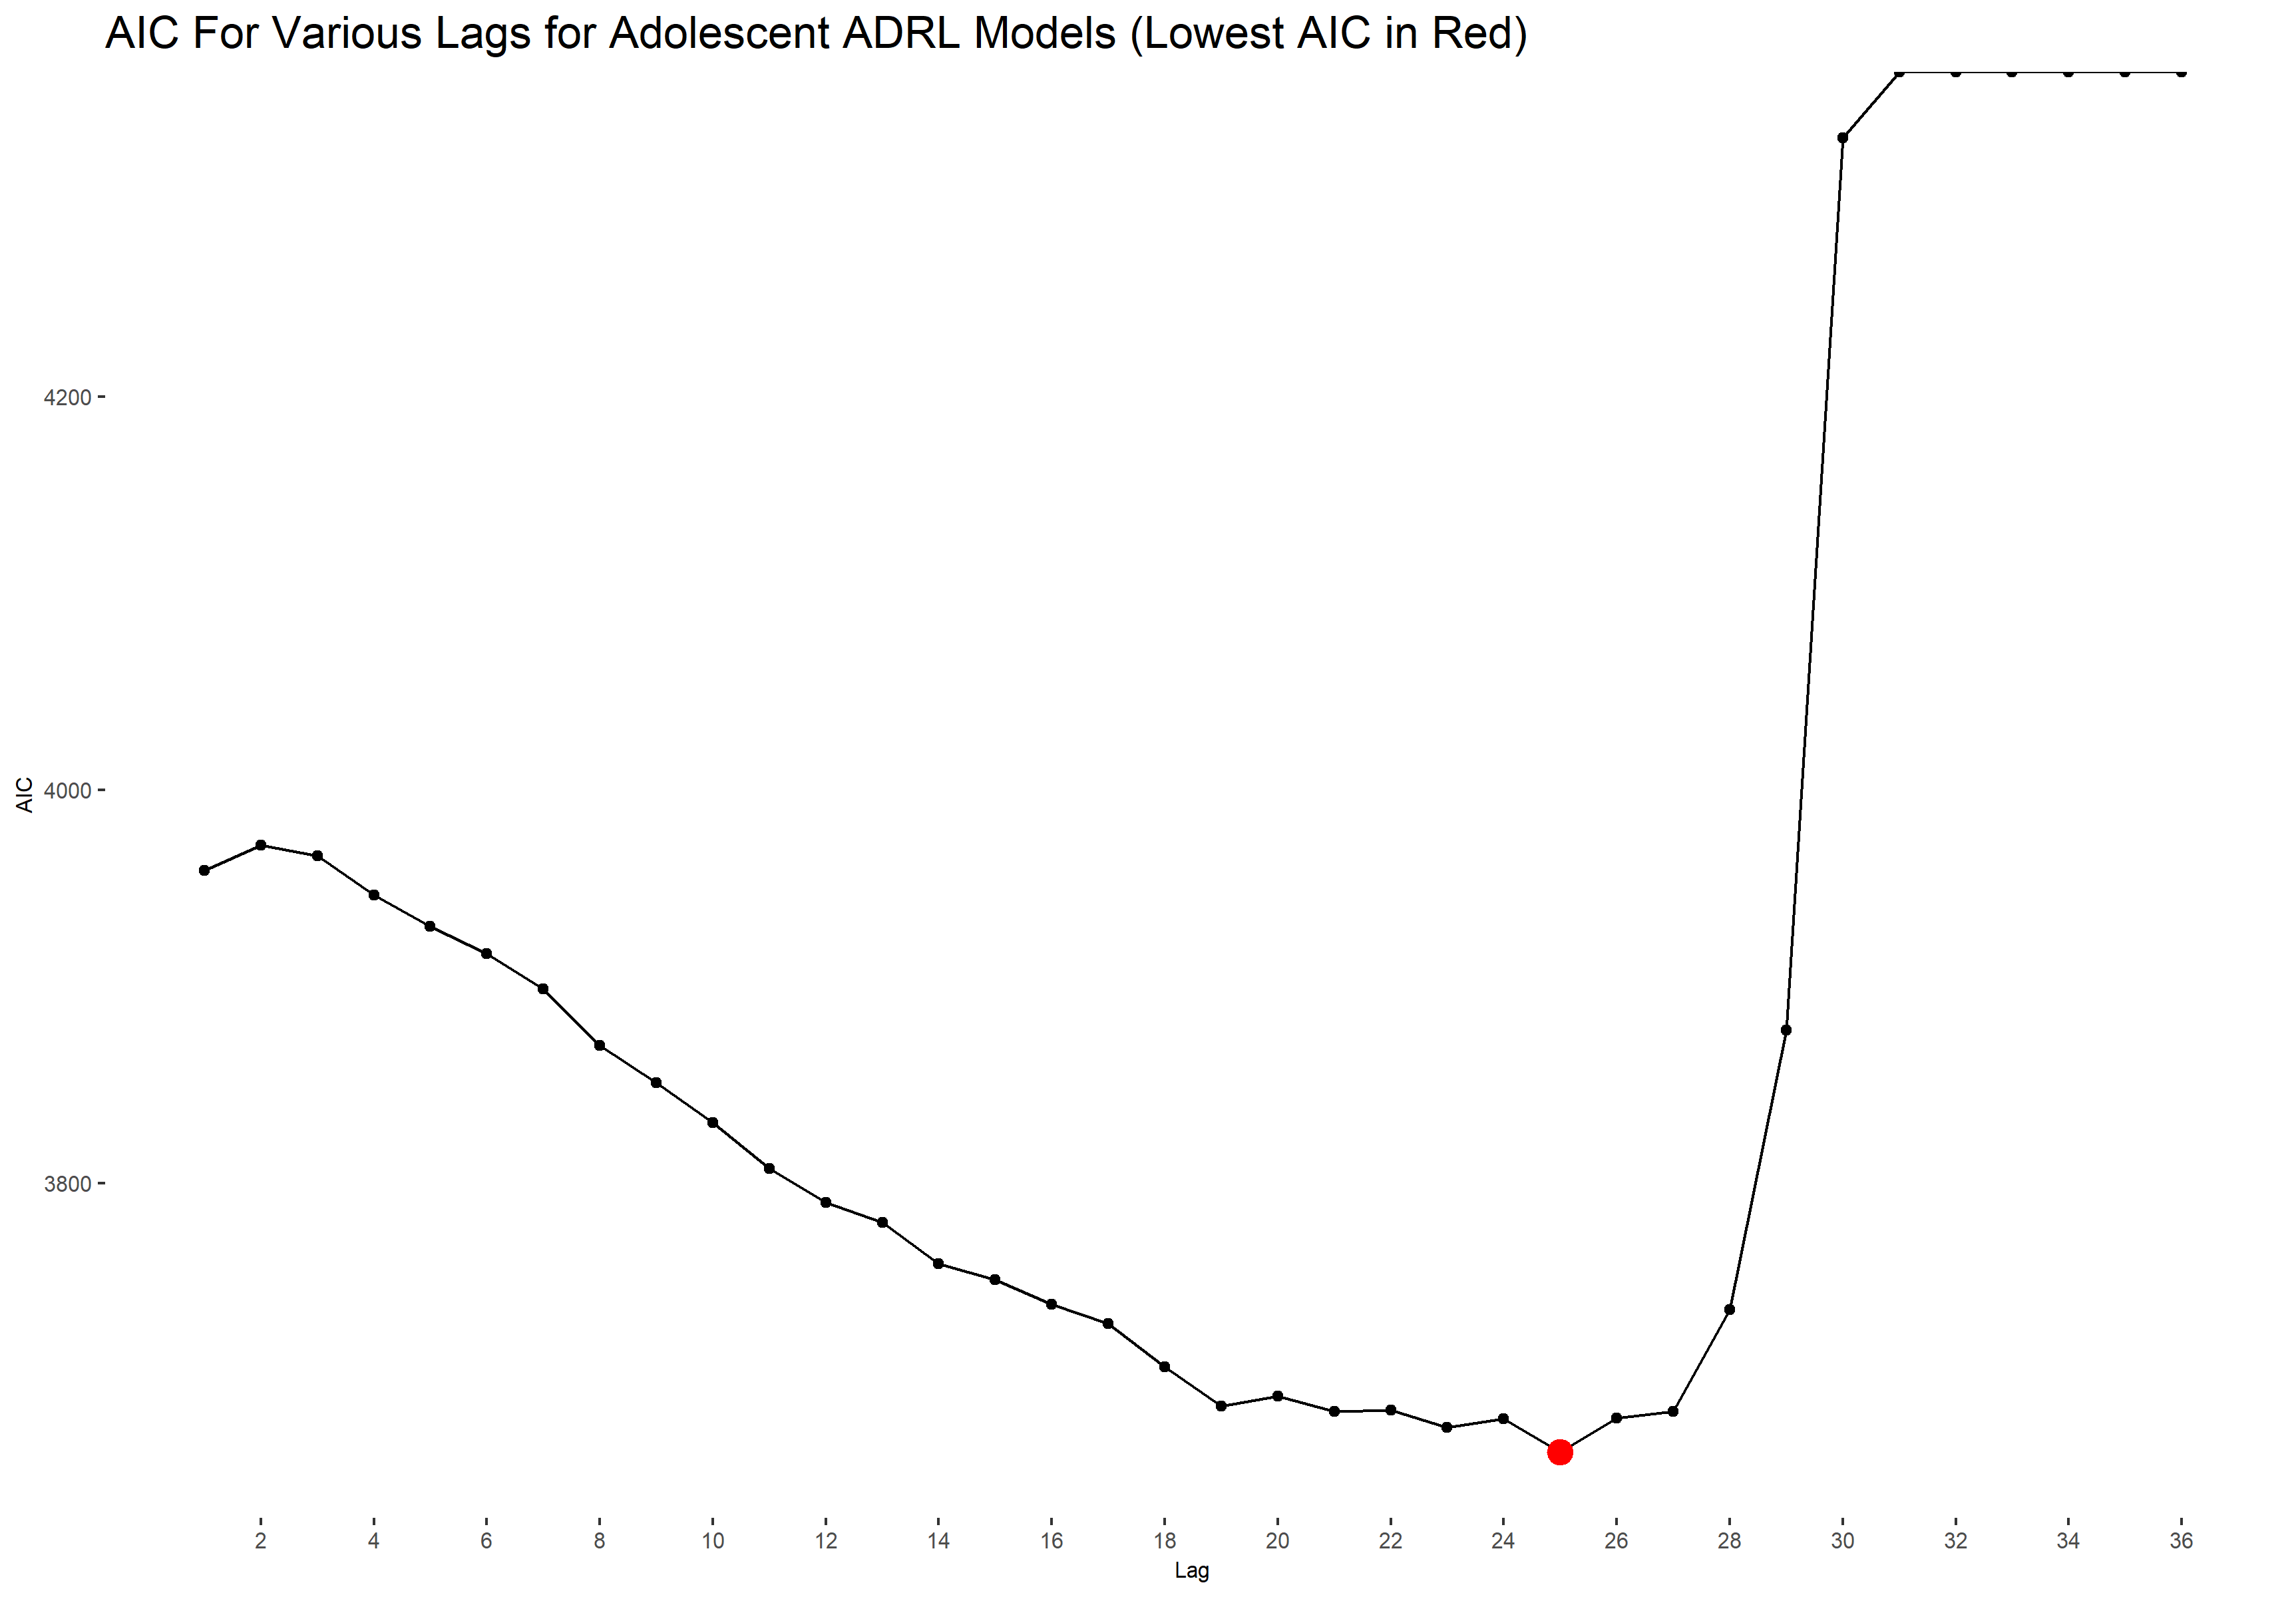 AIC For Various Lags for Adolescent ADRL Models (Lowest AIC in Red)
4200
4000
3800
AIC
2 4 6 8 10 12 14 16 18 20 22 24 26 28 30 32 34 36
Lag